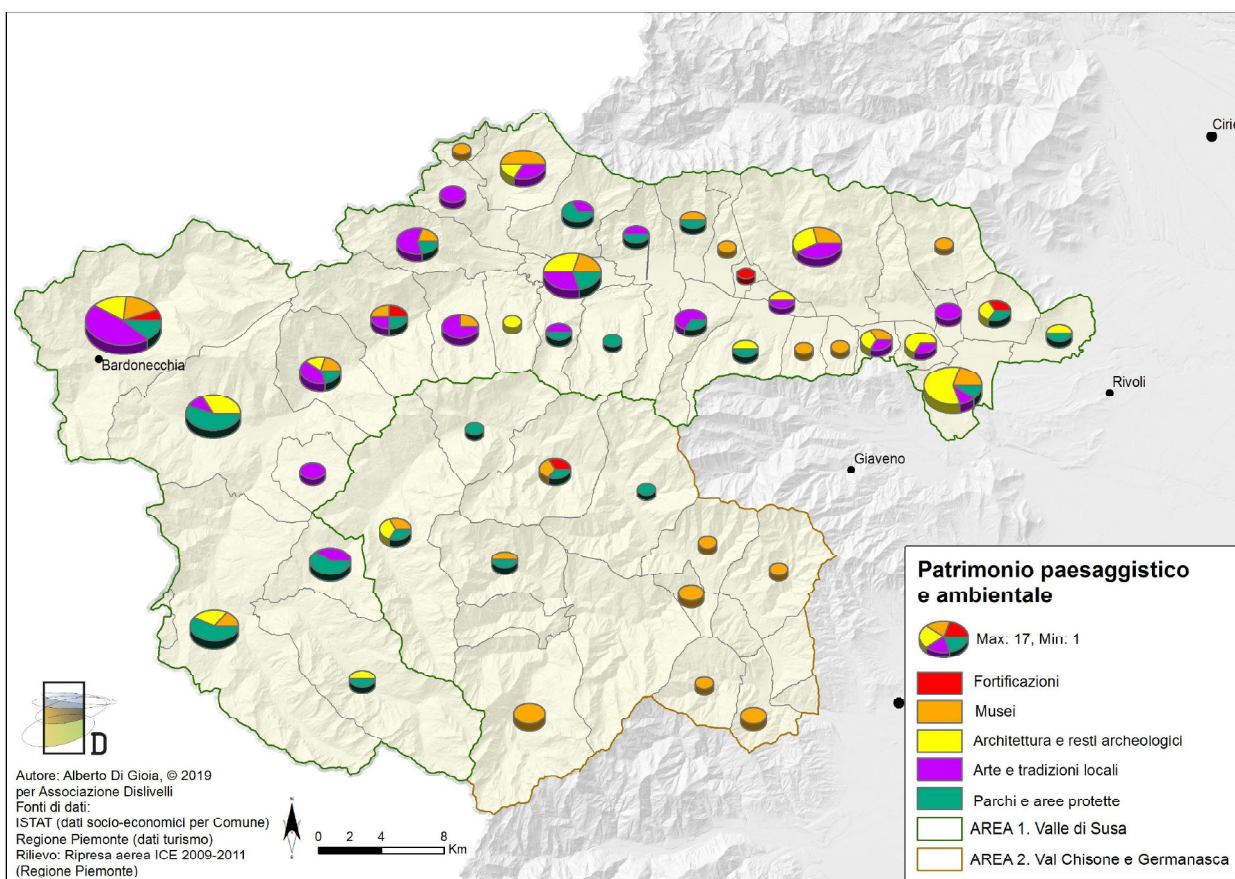 Cirie
Bardonecchia
Rivoli
Giaveno
Patrimonio paesaggistico
e ambientale
Max: 17, Min: 1
Fortificazioni
Musei
Architettura e resti archeologici
Arte e tradizioni locali
Parchi e aree protette
AREA 1. Valle di Susa
AREA 2. Val Chisone e Germanasca
D
Autore: Alberto Di Gioia, © 2019
per Associazione Dislivelli
Fonti di dati:
ISTAT (dati socio-economici per Comune)
Regione Piemonte (dati turismo)
Rilievo: Ripresa aerea ICE 2009-2011
(Regione Piemonte)
0 2 4 8
Km